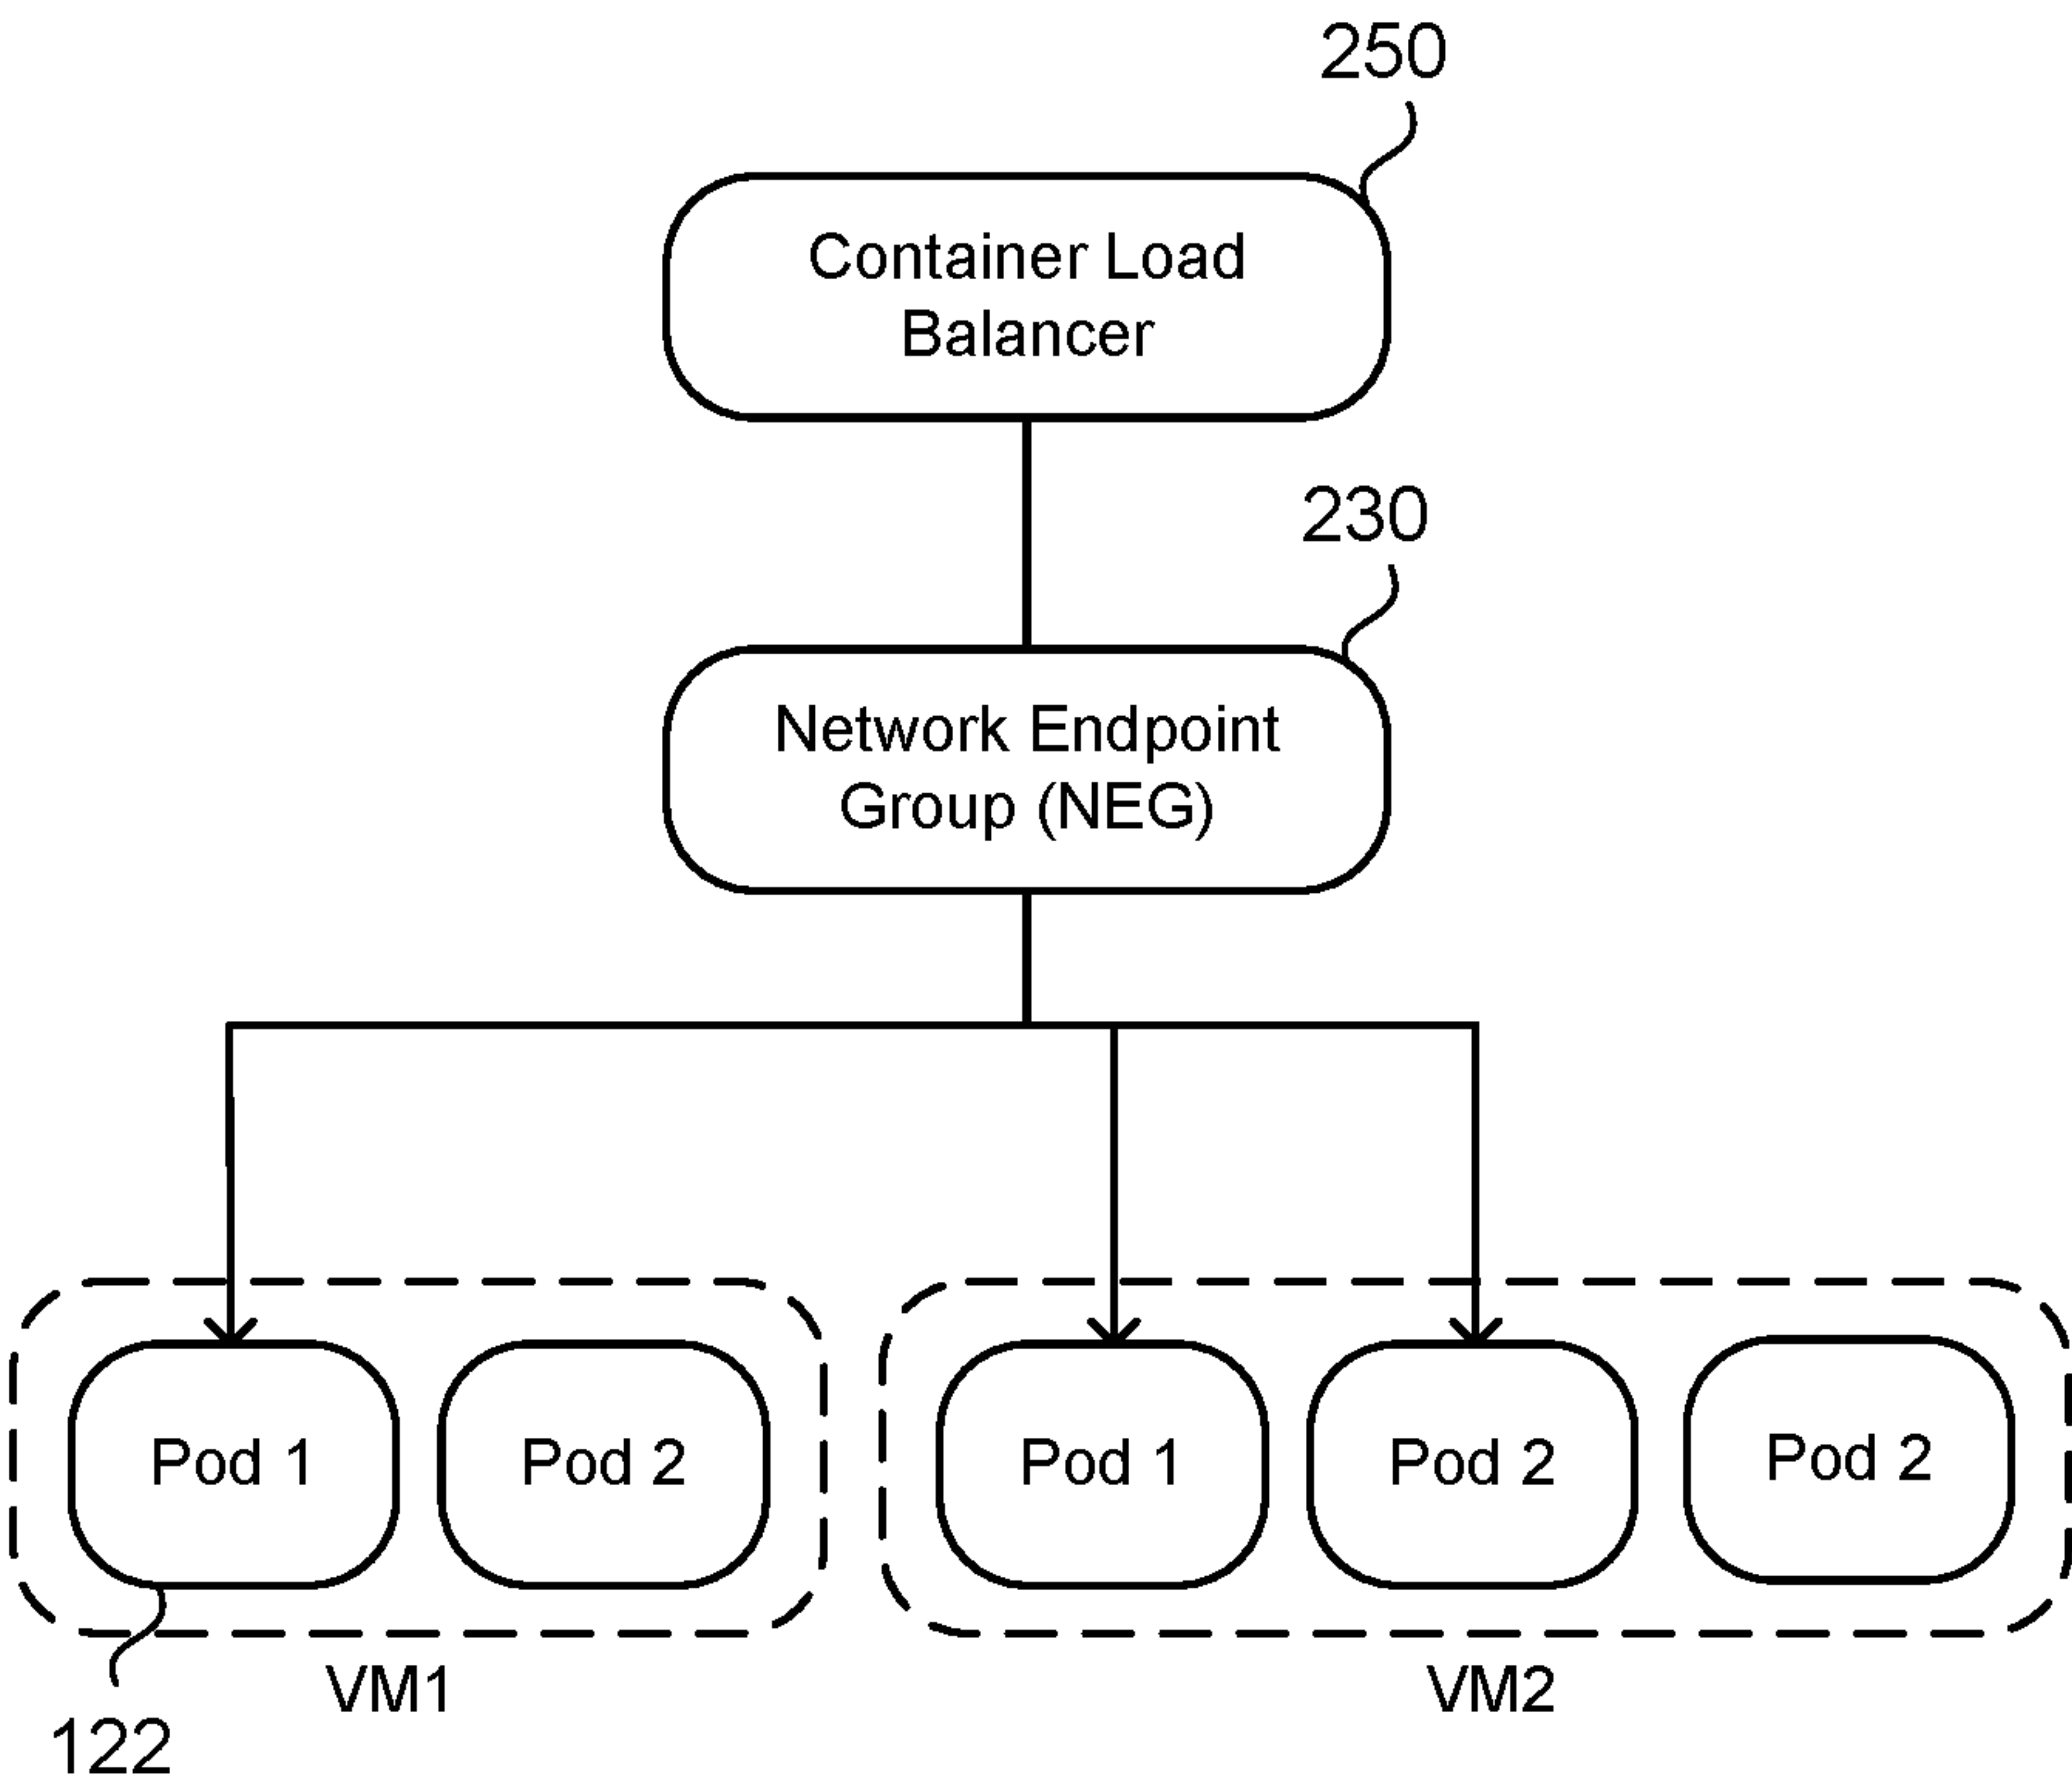 250
Container Load
Balancer
230
Network Endpoint
Group (NEG)
Pod 1
Pod 2
Pod 1
Pod 2
Pod 2
VM1
VM2
122